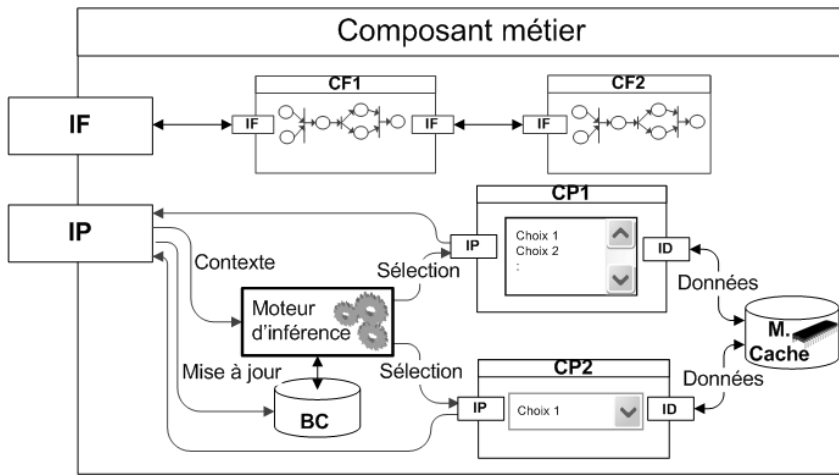 Composant métier
CF1
CF2
IF
IF
IF
IF
CP1
IP
IP
Choix 1
Choix 2
:
ID
Contexte
Sélection
Données
Moteur
d'inférence
M.
Cache
Mise à jour
Sélection
CP2
Données
BC
IP
Choix 1
ID